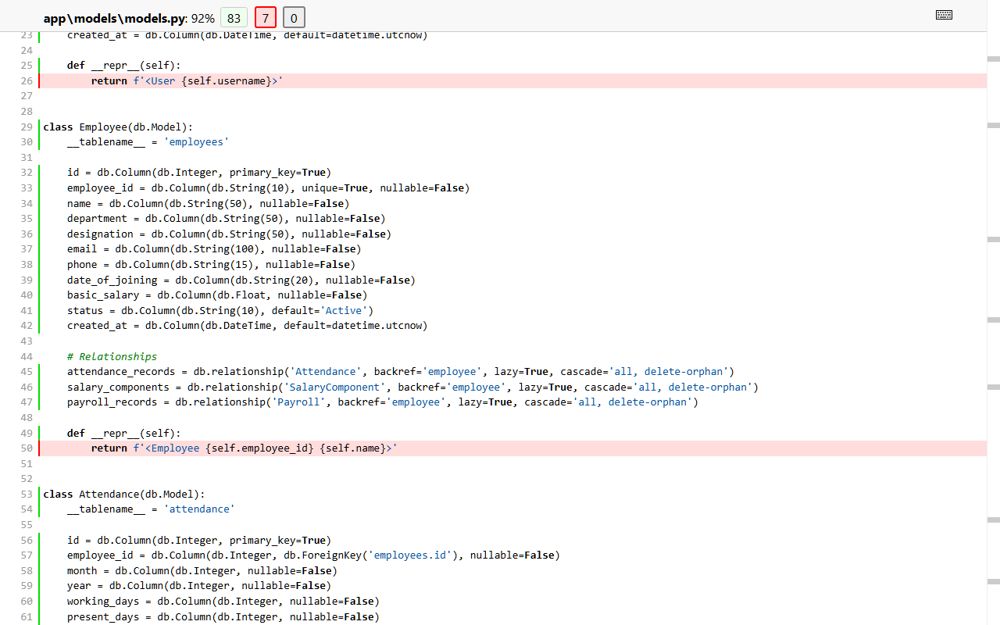 app\models\models.py: 92% 83 7 0
23 created_at = db.Column(db.DateTime, default=datetime.utcnow)
24
25 def __repr__(self):
26 return f'<User {self.username}>'
27
28
29 class Employee(db.Model):
30 __tablename__ = 'employees'
31
32 id = db.Column(db.Integer, primary_key=True)
33 employee_id = db.Column(db.String(10), unique=True, nullable=False)
34 name = db.Column(db.String(50), nullable=False)
35 department = db.Column(db.String(50), nullable=False)
36 designation = db.Column(db.String(50), nullable=False)
37 email = db.Column(db.String(100), nullable=False)
38 phone = db.Column(db.String(15), nullable=False)
39 date_of_joining = db.Column(db.String(20), nullable=False)
40 basic_salary = db.Column(db.Float, nullable=False)
41 status = db.Column(db.String(10), default='Active')
42 created_at = db.Column(db.DateTime, default=datetime.utcnow)
43
44 # Relationships
45 attendance_records = db.relationship('Attendance', backref='employee', lazy=True, cascade='all, delete-orphan')
46 salary_components = db.relationship('SalaryComponent', backref='employee', lazy=True, cascade='all, delete-orphan')
47 payroll_records = db.relationship('Payroll', backref='employee', lazy=True, cascade='all, delete-orphan')
48
49 def __repr__(self):
50 return f'<Employee {self.employee_id} {self.name}>'
51
52
53 class Attendance(db.Model):
54 __tablename__ = 'attendance'
55
56 id = db.Column(db.Integer, primary_key=True)
57 employee_id = db.Column(db.Integer, db.ForeignKey('employees.id'), nullable=False)
58 month = db.Column(db.Integer, nullable=False)
59 year = db.Column(db.Integer, nullable=False)
60 working_days = db.Column(db.Integer, nullable=False)
61 present_days = db.Column(db.Integer, nullable=False)